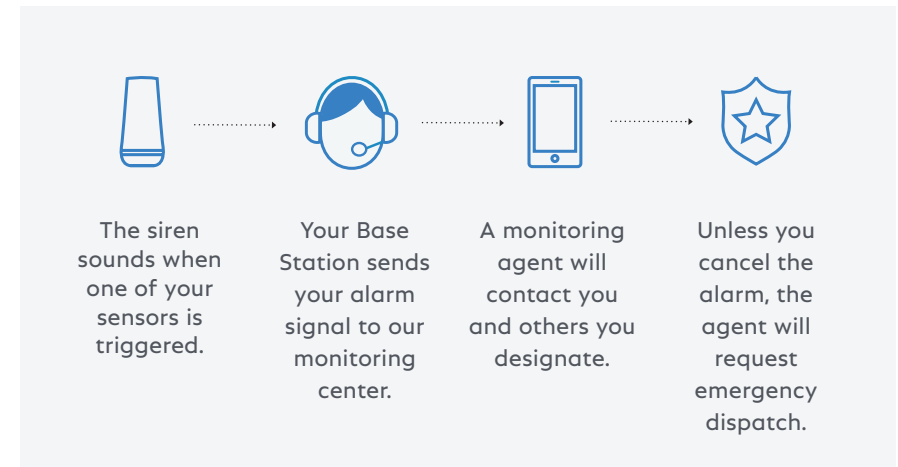 The siren
sounds when
one of your
sensors is
triggered.
Your Base
Station sends
your alarm
signal to our
monitoring
center.
A monitoring
agent will
contact you
and others you
designate.
Unless you
cancel the
alarm, the
agent will
request
emergency
dispatch.